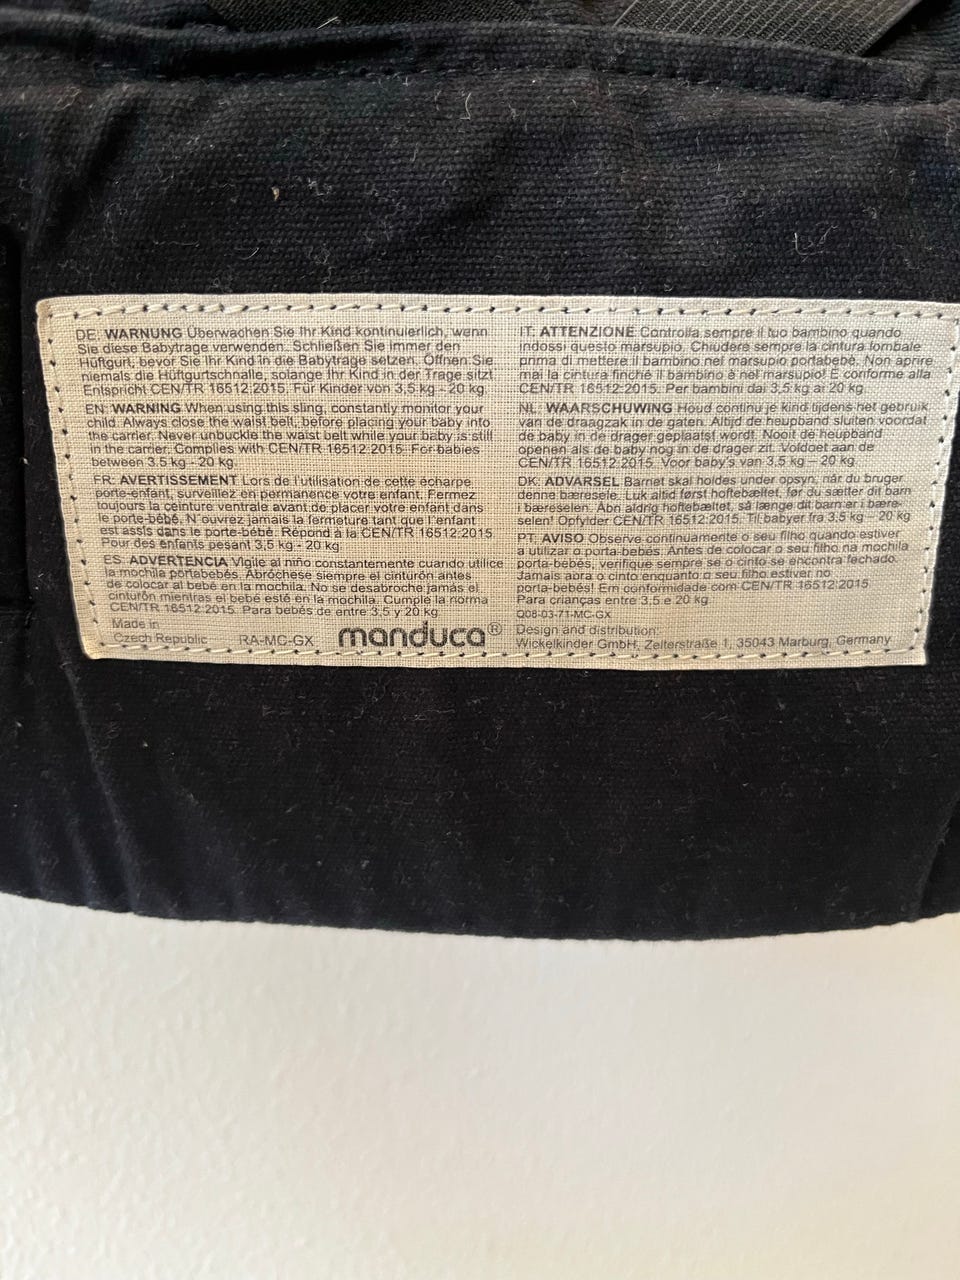 DE: WARNUNG Überwachen Sie Ihr Kind kontinuierlich, wenn
Sie diese Babytrage verwenden. Schließen Sie immer den
Hüftgurt, bevor Sie Ihr Kind in die Babytrage setzen. Öffnen Sie
niemals die Hüftgurtschnalle, solange Ihr Kind in der Trage sitzt.
Entspricht CEN/TR 16512:2015. Für Kinder von 3,5 kg - 20 kg.
EN: WARNING When using this sling, constantly monitor your
child. Always close the waist belt, before placing your baby into
the carrier. Never unbuckle the waist belt while your baby is still
in the carrier. Complies with CEN/TR 16512:2015. For babies
between 3.5 kg - 20 kg.
FR: AVERTISSEMENT Lors de l'utilisation de cette écharpe
porte-enfant, surveillez en permanence votre enfant. Fermez
toujours la ceinture ventrale avant de placer votre enfant dans
le porte-bébé. N'ouvrez jamais la fermeture tant que l'enfant
est assis dans le porte-bébé. Répond à la CEN/TR 16512:2015
Pour des enfants pesant 3,5 kg - 20 kg
ES: ADVERTENCIA Vigile al niño constantemente cuando utilice
la mochila portabebés. Abróchese siempre el cinturón antes
de colocar al bebé en la mochila. No se desabroche jamás el
cinturón mientras el bebé esté en la mochila. Cumple la norma
CEN/TR 16512:2015. Para bebés de entre 3,5 y 20 kg.
Made in
Czech Republic RA-MC-GX manduca®
IT: ATTENZIONE Controlla sempre il tuo bambino quando
indossi questo marsupio. Chiudere sempre la cintura lombale
prima di mettere il bambino nel marsupio portabebé. Non aprire
mai la cintura finché il bambino è nel marsupio! È conforme alla
CEN/TR 16512:2015. Per bambini dai 3,5 kg ai 20 kg.
NL: WAARSCHUWING Houd continu je kind tijdens het gebruik
van de draagzak in de gaten. Altijd de heupband sluiten voordat
de baby in de drager geplaatst wordt. Nooit de heupband
openen als de baby nog in de drager zit. Voldoet aan de
CEN/TR 16512:2015. Voor baby's van 3,5 kg – 20 kg.
DK: ADVARSEL Barnet skal holdes under opsyn, når du bruger
denne bæresele. Luk altid først hoftebæltet, før du sætter dit barn
i bæreselen. Åbn aldrig hoftebæltet, så længe dit barn er i bære-
selen! Opfylder CEN/TR 16512:2015. Til babyer fra 3,5 kg – 20 kg
PT: AVISO Observe continuamente o seu filho quando estiver
a utilizar o porta-bebés. Antes de colocar o seu filho na mochila
porta-bebés, verifique sempre se o cinto se encontra fechado.
Jamais abra o cinto enquanto o seu filho estiver no
porta-bebés! Em conformidade com CEN/TR 16512:2015
Para crianças entre 3,5 e 20 kg.
Q08-03-71-MC-GX
Design and distribution:
Wickelkinder GmbH, Zeiterstraße 1, 35043 Marburg, Germany